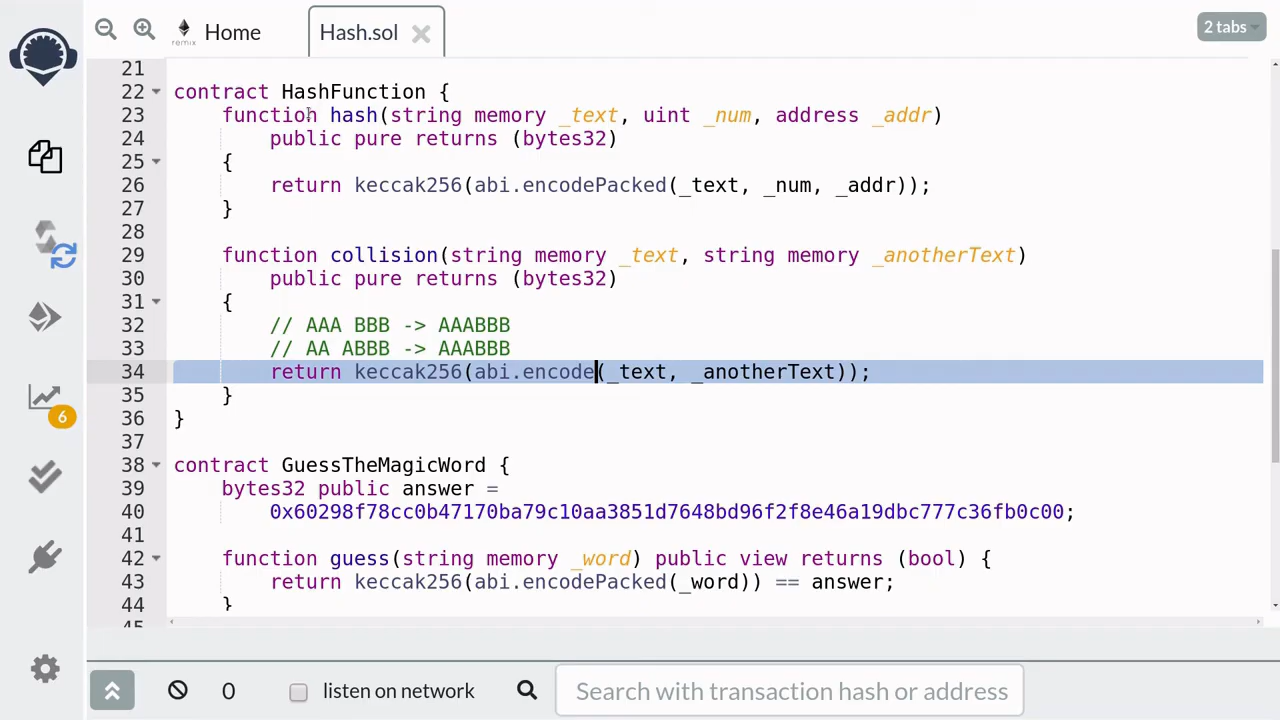 remix
Home
Hash.sol
2 tabs
21
22 contract HashFunction {
23 function hash(string memory _text, uint _num, address _addr)
24 public pure returns (bytes32)
25 {
26 return keccak256(abi.encodePacked(_text, _num, _addr));
27 }
28
29 function collision(string memory _text, string memory _anotherText)
30 public pure returns (bytes32)
31 {
32 // AAA BBB -> AAABBB
33 // AA ABBB -> AAABBB
34 return keccak256(abi.encode(_text, _anotherText));
35 }
36 }
37
38 contract GuessTheMagicWord {
39 bytes32 public answer =
40 0x60298f78cc0b47170ba79c10aa3851d7648bd96f2f8e46a19dbc777c36fb0c00;
41
42 function guess(string memory _word) public view returns (bool) {
43 return keccak256(abi.encodePacked(_word)) == answer;
44 }
45
6
0
listen on network
Search with transaction hash or address